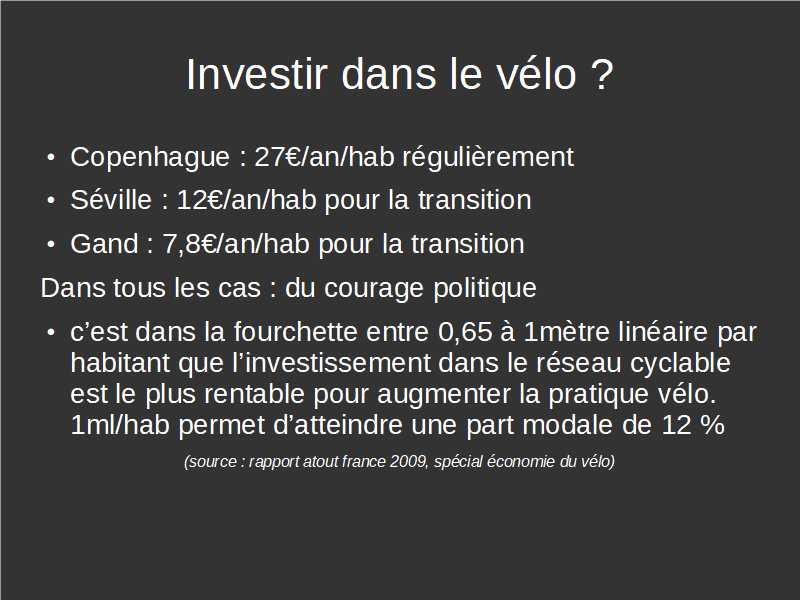 Investir dans le vélo ?
• Copenhague : 27€/an/hab régulièrement
• Séville : 12€/an/hab pour la transition
• Gand : 7,8€/an/hab pour la transition
Dans tous les cas : du courage politique
• c’est dans la fourchette entre 0,65 à 1mètre linéaire par
habitant que l’investissement dans le réseau cyclable
est le plus rentable pour augmenter la pratique vélo.
1ml/hab permet d’atteindre une part modale de 12 %
(source : rapport atout france 2009, spécial économie du vélo)